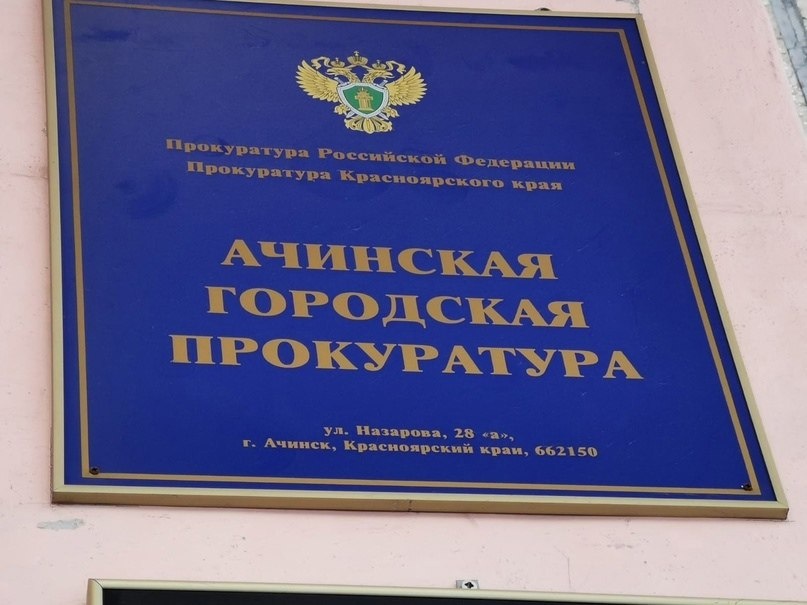 Прокуратура Российской Федерации
Прокуратура Красноярского края
АЧИНСКАЯ
ГОРОДСКАЯ
ПРОКУРАТУРА
ул. Назарова, 28 «а»,
г. Ачинск, Красноярский край, 662150